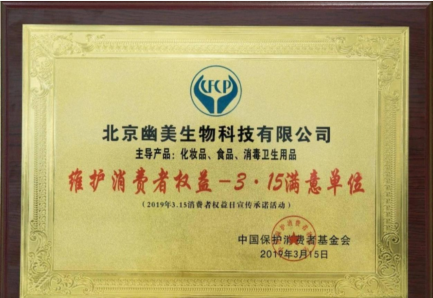 CFCP
北京幽美生物科技有限公司
主导产品：化妆品、食品、消毒卫生用品
维护消费者权益-3·15满意单位
(2019年3.15消费者权益日宣传承诺活动)
中国保护消费者基金会
2019年3月15日